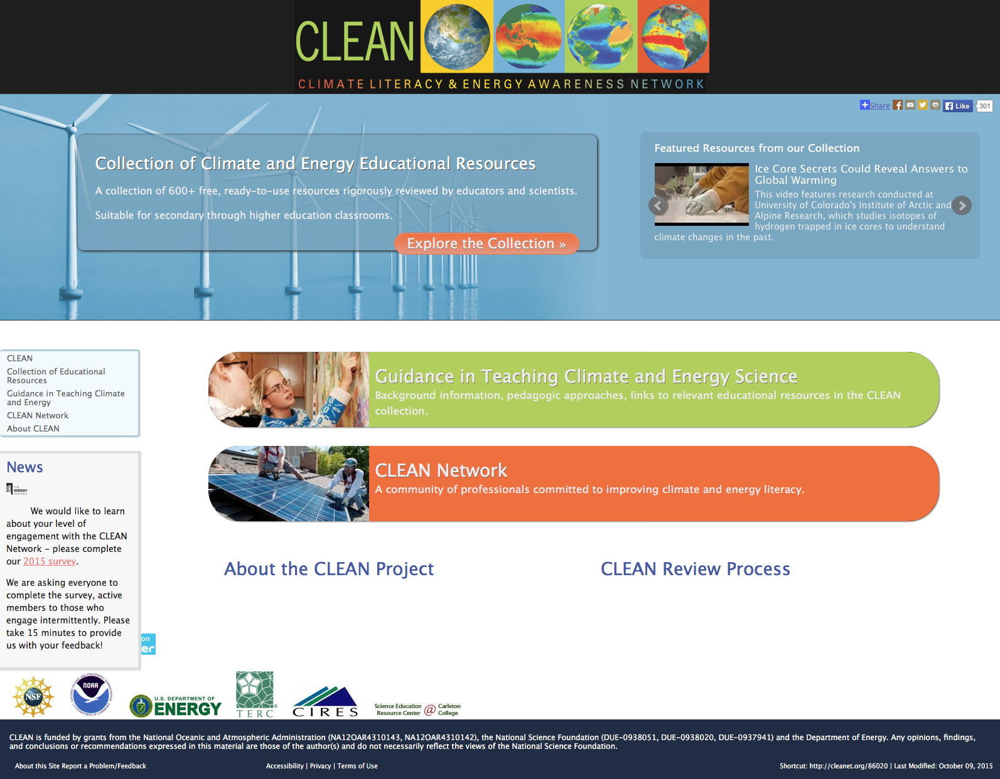 CLEAN
CLIMATE LITERACY & ENERGY AWARENESS NETWORK
Share
Like
301
Collection of Climate and Energy Educational Resources
A collection of 600+ free, ready-to-use resources rigorously reviewed by educators and scientists.
Suitable for secondary through higher education classrooms.
Explore the Collection »
Featured Resources from our Collection
Ice Core Secrets Could Reveal Answers to
Global Warming
This video features research conducted at
University of Colorado's Institute of Arctic and
Alpine Research, which studies isotopes of
hydrogen trapped in ice cores to understand
climate changes in the past.
CLEAN
Collection of Educational
Resources
Guidance in Teaching Climate
and Energy
CLEAN Network
About CLEAN
News
THE
WEBBY
AWARDS
We would like to learn
about your level of
engagement with the CLEAN
Network - please complete
our 2015 survey.
We are asking everyone to
complete the survey, active
members to those who
engage intermittently. Please
take 15 minutes to provide
us with your feedback!
on
er
Guidance in Teaching Climate and Energy Science
Background information, pedagogic approaches, links to relevant educational resources in the CLEAN
collection.
CLEAN Network
A community of professionals committed to improving climate and energy literacy.
About the CLEAN Project
CLEAN Review Process
NSF
NOAA
NATIONAL OCEANIC AND ATMOSPHERIC ADMINISTRATION
U.S. DEPARTMENT OF COMMERCE
U.S. DEPARTMENT OF
ENERGY
TERC®
CIRES
Science Education
Resource Center
@
Carleton
College
CLEAN is funded by grants from the National Oceanic and Atmospheric Administration (NA12OAR4310143, NA12OAR4310142), the National Science Foundation (DUE-0938051, DUE-0938020, DUE-0937941) and the Department of Energy. Any opinions, findings,
and conclusions or recommendations expressed in this material are those of the author(s) and do not necessarily reflect the views of the National Science Foundation.
About this Site Report a Problem/Feedback
Accessibility | Privacy | Terms of Use
Shortcut: http://cleanet.org/86020 | Last Modified: October 09, 2015